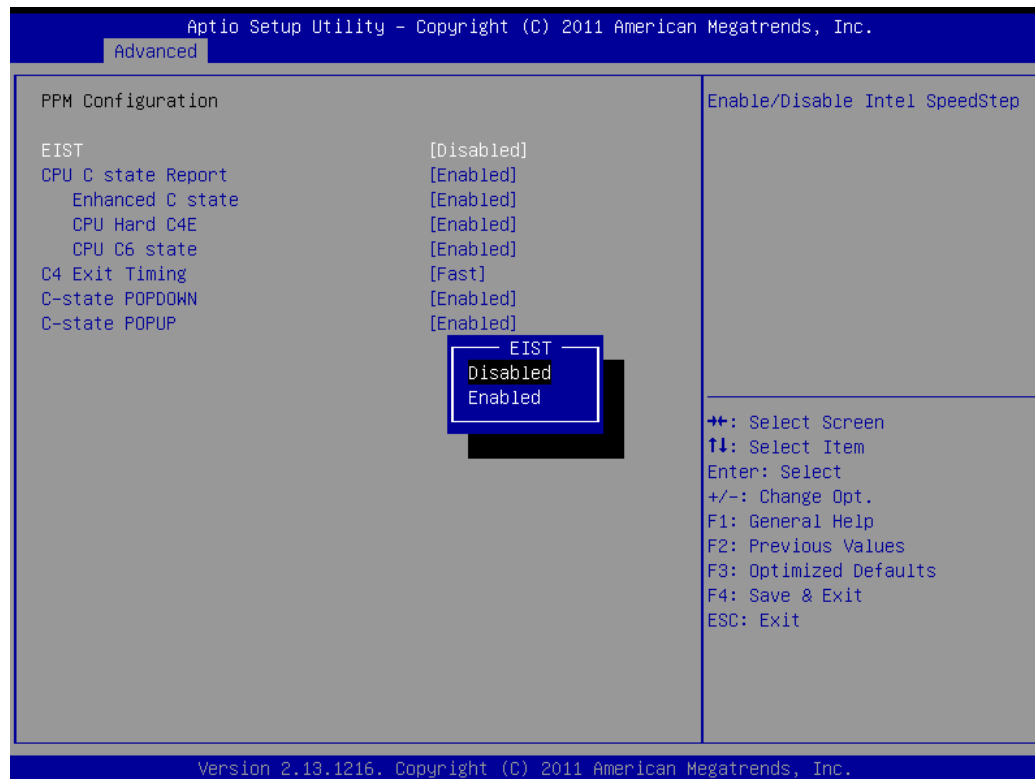 Aptio Setup Utility – Copyright (C) 2011 American Megatrends, Inc.
Advanced
PPM Configuration
EIST [Disabled]
CPU C state Report [Enabled]
Enhanced C state [Enabled]
CPU Hard C4E [Enabled]
CPU C6 state [Enabled]
C4 Exit Timing [Fast]
C-state POPDOWN [Enabled]
C-state POPUP [Enabled]
EIST
Disabled
Enabled
Enable/Disable Intel SpeedStep
→←: Select Screen
↑↓: Select Item
Enter: Select
+/-: Change Opt.
F1: General Help
F2: Previous Values
F3: Optimized Defaults
F4: Save & Exit
ESC: Exit
Version 2.13.1216. Copyright (C) 2011 American Megatrends, Inc.